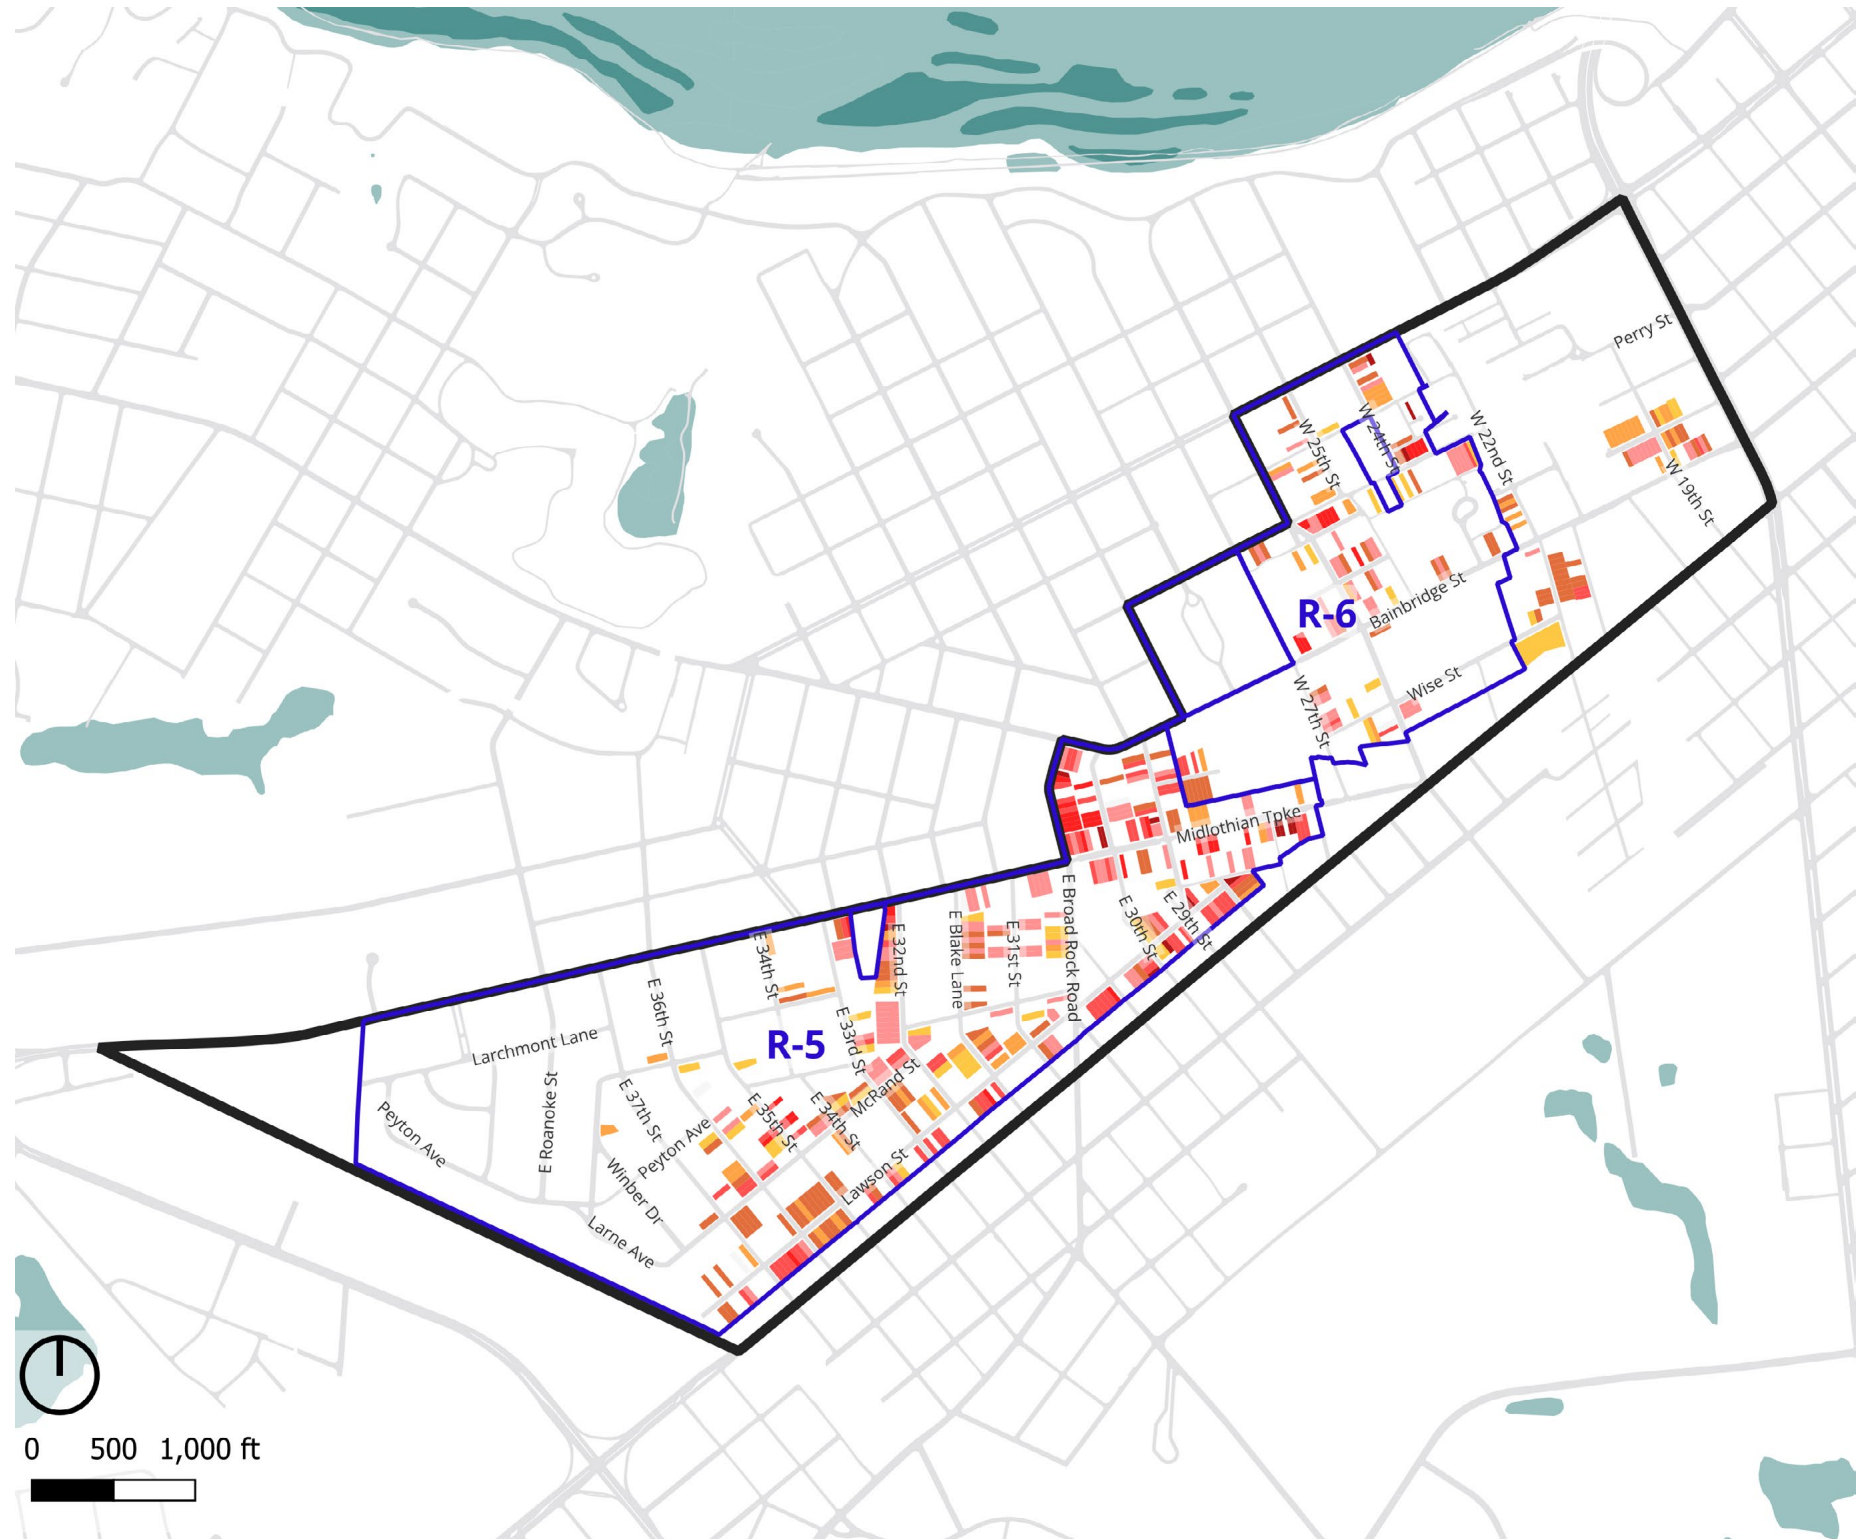 Perry St
W 22nd St
W 24th St
W 25th St
W 19th St
Bainbridge St
R-6
Wise St
W 27th St
Midlothian Tpke
E Broad Rock Road
E 29th St
E 30th St
E 31st St
E Blake Lane
E 32nd St
E 34th St
E 36th St
E 33rd St
R-5
Larchmont Lane
McRand St
E Roanoke St
E 37th St
E 35th St
E 34th St
Peyton Ave
Peyton Ave
Winber Dr
Lawson St
Larne Ave
0 500 1,000 ft